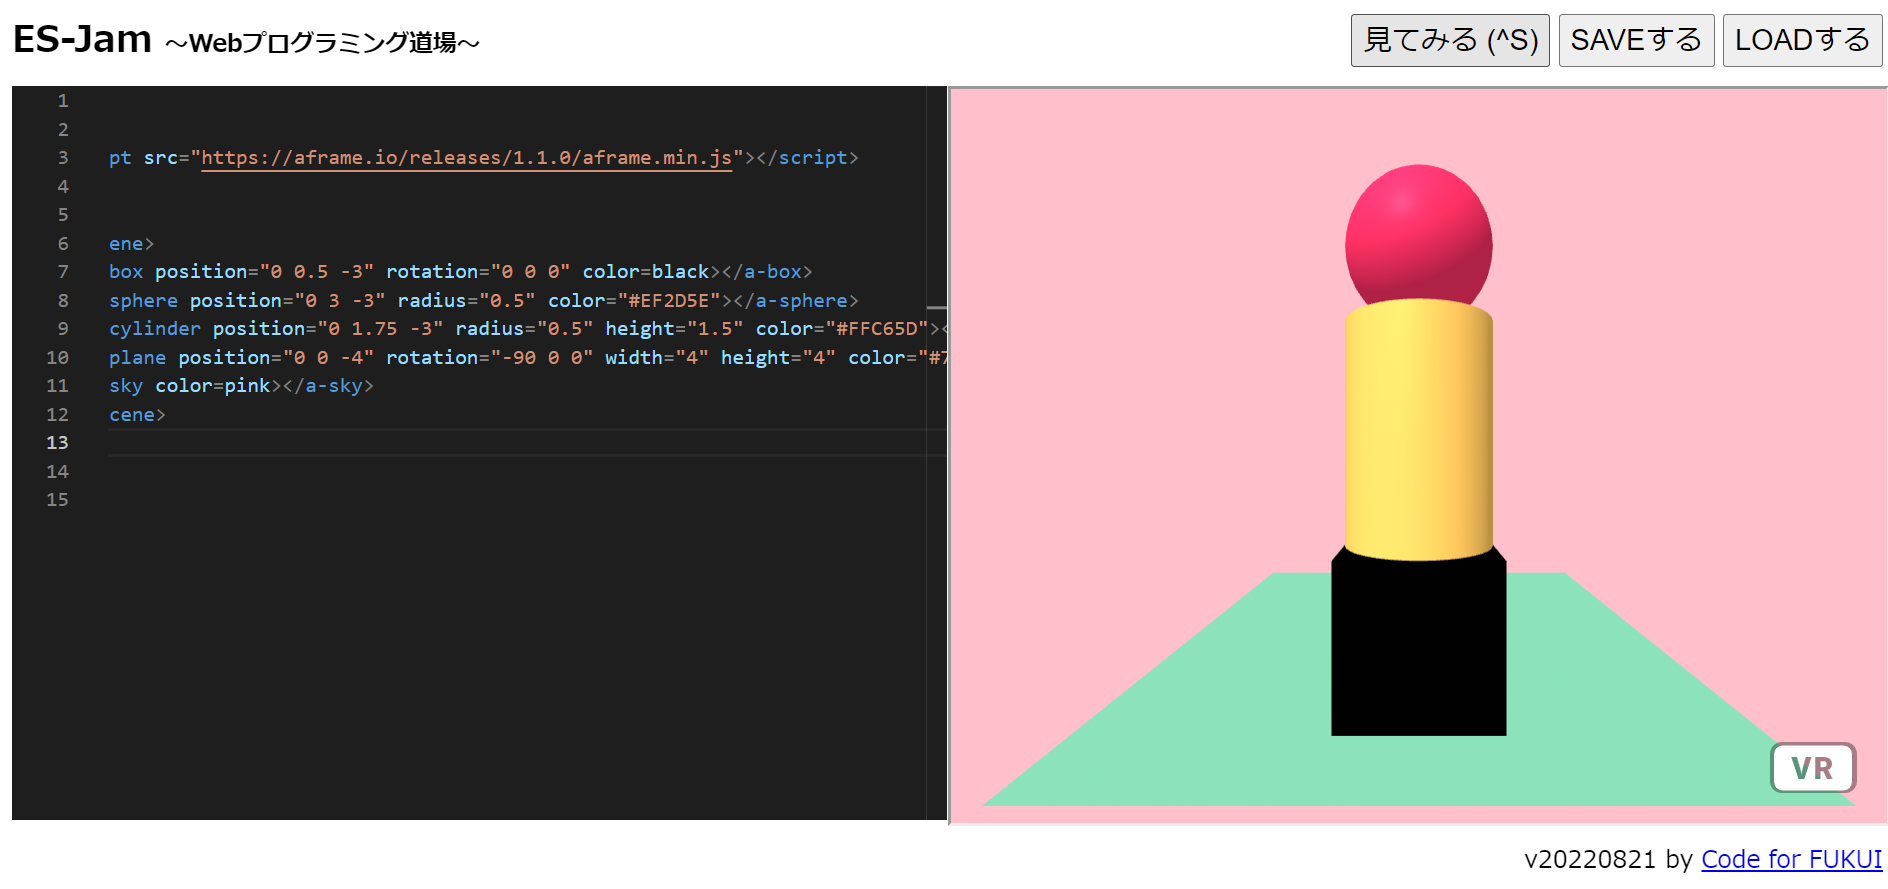 ES-Jam ～Webプログラミング道場～
見てみる (^S) SAVEする LOADする
1
2
3 pt src="https://aframe.io/releases/1.1.0/aframe.min.js"></script>
4
5
6 ene>
7 box position="0 0.5 -3" rotation="0 0 0" color=black></a-box>
8 sphere position="0 3 -3" radius="0.5" color="#EF2D5E"></a-sphere>
9 cylinder position="0 1.75 -3" radius="0.5" height="1.5" color="#FFC65D"><
10 plane position="0 0 -4" rotation="-90 0 0" width="4" height="4" color="#7
11 sky color=pink></a-sky>
12 cene>
13
14
15
VR
v20220821 by Code for FUKUI